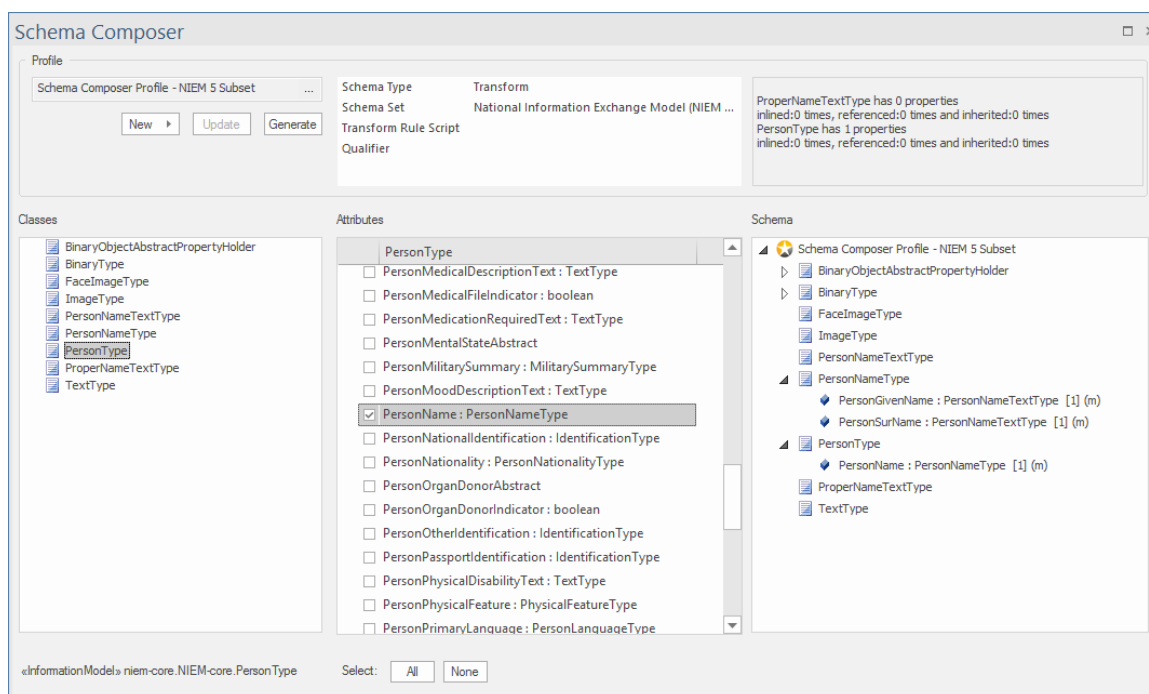 Schema Composer
Profile
Schema Composer Profile - NIEM 5 Subset ...
New Update Generate
Schema Type Transform
Schema Set National Information Exchange Model (NIEM ...
Transform Rule Script
Qualifier
ProperNameTextType has 0 properties
inlined:0 times, referenced:0 times and inherited:0 times
PersonType has 1 properties
inlined:0 times, referenced:0 times and inherited:0 times
Classes
BinaryObjectAbstractPropertyHolder
BinaryType
FaceImageType
ImageType
PersonNameTextType
PersonNameType
PersonType
ProperNameTextType
TextType
Attributes
PersonType
PersonMedicalDescriptionText : TextType
PersonMedicalFileIndicator : boolean
PersonMedicationRequiredText : TextType
PersonMentalStateAbstract
PersonMilitarySummary : MilitarySummaryType
PersonMoodDescriptionText : TextType
PersonName : PersonNameType
PersonNationalIdentification : IdentificationType
PersonNationality : PersonNationalityType
PersonOrganDonorAbstract
PersonOrganDonorIndicator : boolean
PersonOtherIdentification : IdentificationType
PersonPassportIdentification : IdentificationType
PersonPhysicalDisabilityText : TextType
PersonPhysicalFeature : PhysicalFeatureType
PersonPrimaryLanguage : PersonLanguageType
Schema
Schema Composer Profile - NIEM 5 Subset
BinaryObjectAbstractPropertyHolder
BinaryType
FaceImageType
ImageType
PersonNameTextType
PersonNameType
PersonGivenName : PersonNameTextType [1] (m)
PersonSurName : PersonNameTextType [1] (m)
PersonType
PersonName : PersonNameType [1] (m)
ProperNameTextType
TextType
«InformationModel» niem-core.NIEM-core.PersonType
Select: All None